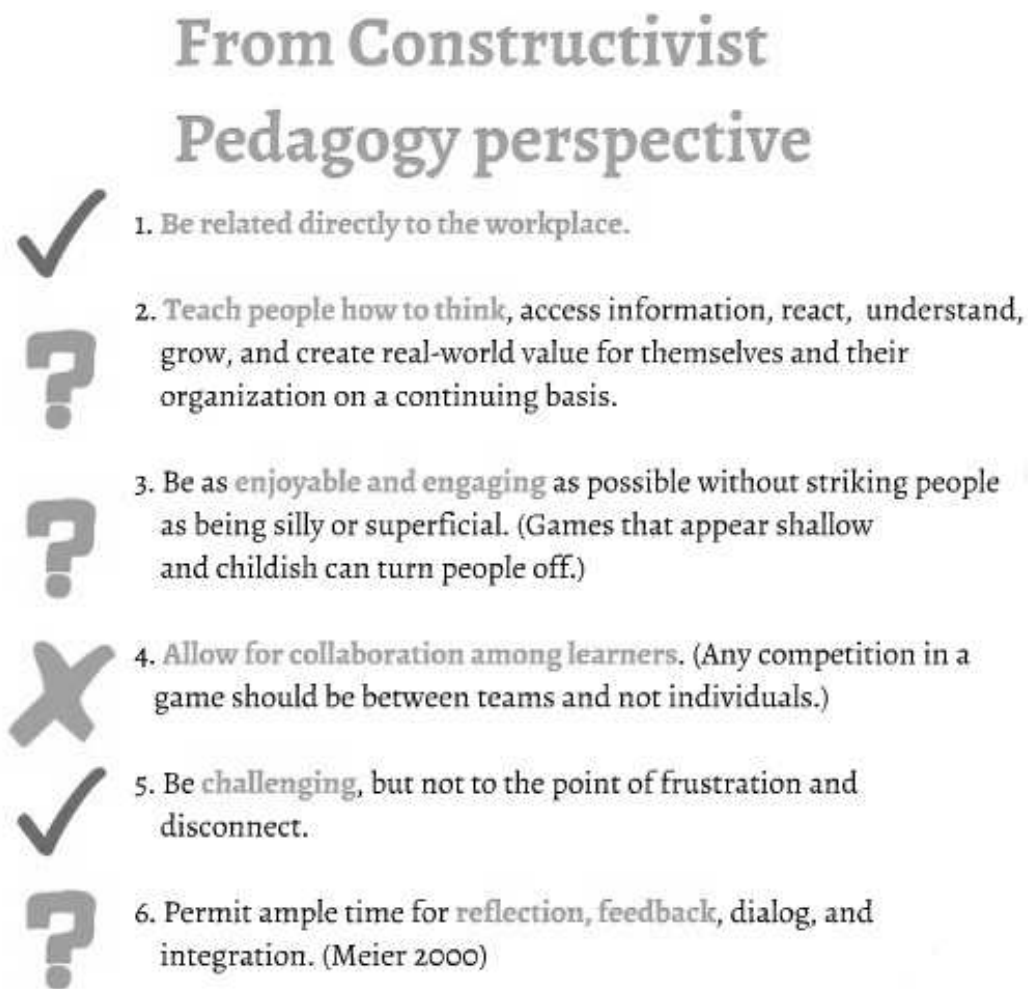 From Constructivist
Pedagogy perspective
1. Be related directly to the workplace.
2. Teach people how to think, access information, react, understand,
grow, and create real-world value for themselves and their
organization on a continuing basis.
3. Be as enjoyable and engaging as possible without striking people
as being silly or superficial. (Games that appear shallow
and childish can turn people off.)
4. Allow for collaboration among learners. (Any competition in a
game should be between teams and not individuals.)
5. Be challenging, but not to the point of frustration and
disconnect.
6. Permit ample time for reflection, feedback, dialog, and
integration. (Meier 2000)